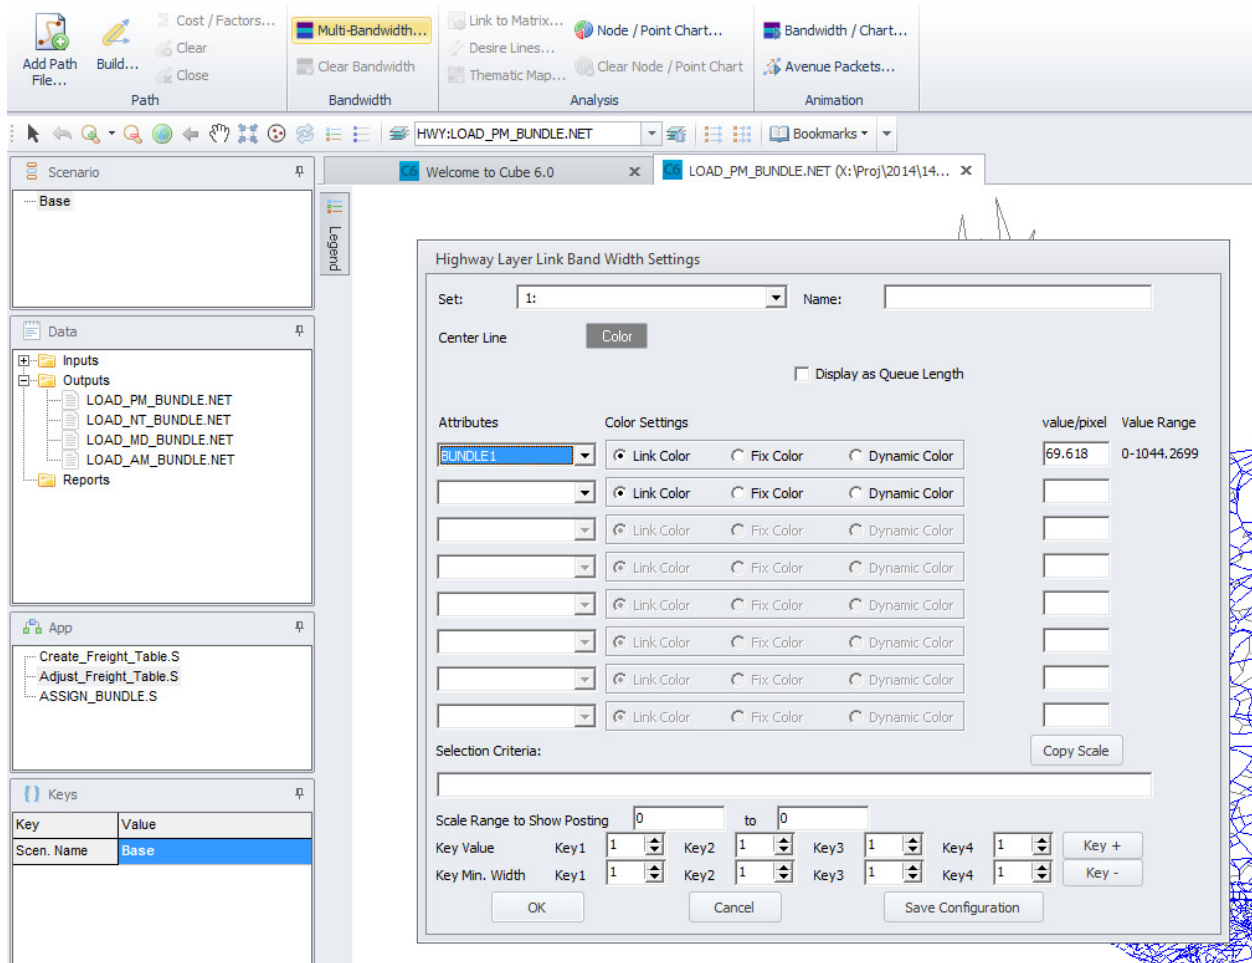 Add Path
File...
Build...
Cost / Factors...
Clear
Close
Path
Multi-Bandwidth...
Clear Bandwidth
Bandwidth
Link to Matrix...
Desire Lines...
Thematic Map...
Node / Point Chart...
Clear Node / Point Chart
Analysis
Bandwidth / Chart...
Avenue Packets...
Animation
HWY:LOAD_PM_BUNDLE.NET
Bookmarks
Scenario
Base
C6 Welcome to Cube 6.0 x
C6 LOAD_PM_BUNDLE.NET (X:\Proj\2014\14... x
Legend
Data
Inputs
Outputs
LOAD_PM_BUNDLE.NET
LOAD_NT_BUNDLE.NET
LOAD_MD_BUNDLE.NET
LOAD_AM_BUNDLE.NET
Reports
App
Create_Freight_Table.S
Adjust_Freight_Table.S
ASSIGN_BUNDLE.S
{} Keys
Key Value
Scen. Name Base
Highway Layer Link Band Width Settings
Set: 1: Name:
Center Line Color
Display as Queue Length
Attributes Color Settings value/pixel Value Range
BUNDLE1 Link Color Fix Color Dynamic Color 69.618 0-1044.2699
Link Color Fix Color Dynamic Color
Link Color Fix Color Dynamic Color
Link Color Fix Color Dynamic Color
Link Color Fix Color Dynamic Color
Link Color Fix Color Dynamic Color
Link Color Fix Color Dynamic Color
Link Color Fix Color Dynamic Color
Selection Criteria: Copy Scale
Scale Range to Show Posting 0 to 0
Key Value Key1 1 Key2 1 Key3 1 Key4 1 Key +
Key Min. Width Key1 1 Key2 1 Key3 1 Key4 1 Key -
OK Cancel Save Configuration